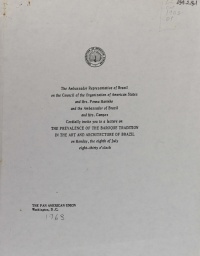 The Ambassador Representative of Brazil
on the Council of the Organization of American States
and Mrs. Penna Marinho
and the Ambassador of Brazil
and Mrs. Campos
Cordially invite you to a lecture on
THE PREVALENCE OF THE BAROQUE TRADITION
IN THE ART AND ARCHITECTURE OF BRAZIL
on Monday, the eighth of July
eight-thirty o'clock
THE PAN AMERICAN UNION
Washington, D.C.
1963